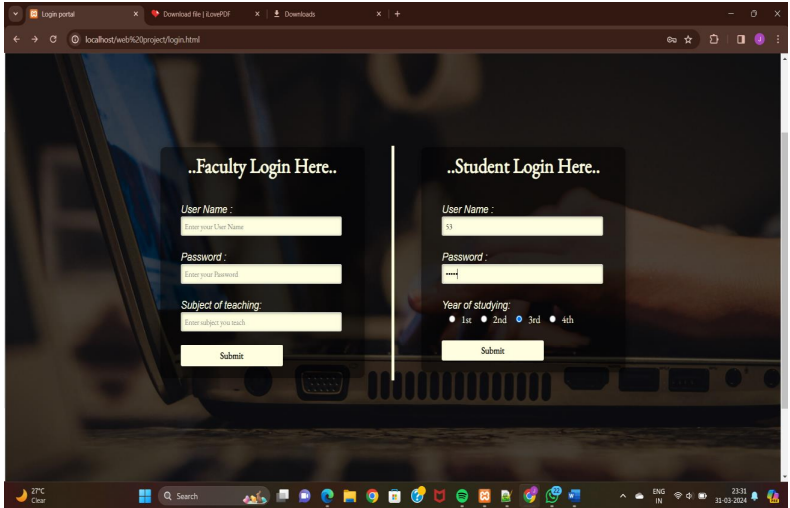 Login portal
Download file | iLovePDF
Downloads
localhost/web%20project/login.html
..Faculty Login Here..
User Name :
Enter your User Name
Password :
Enter your Password
Subject of teaching:
Enter subject you teach
Submit
..Student Login Here..
User Name :
53
Password :
•••••
Year of studying:
1st 2nd 3rd 4th
Submit
27°C
Clear
Search
ENG
IN
23:31
31-03-2024